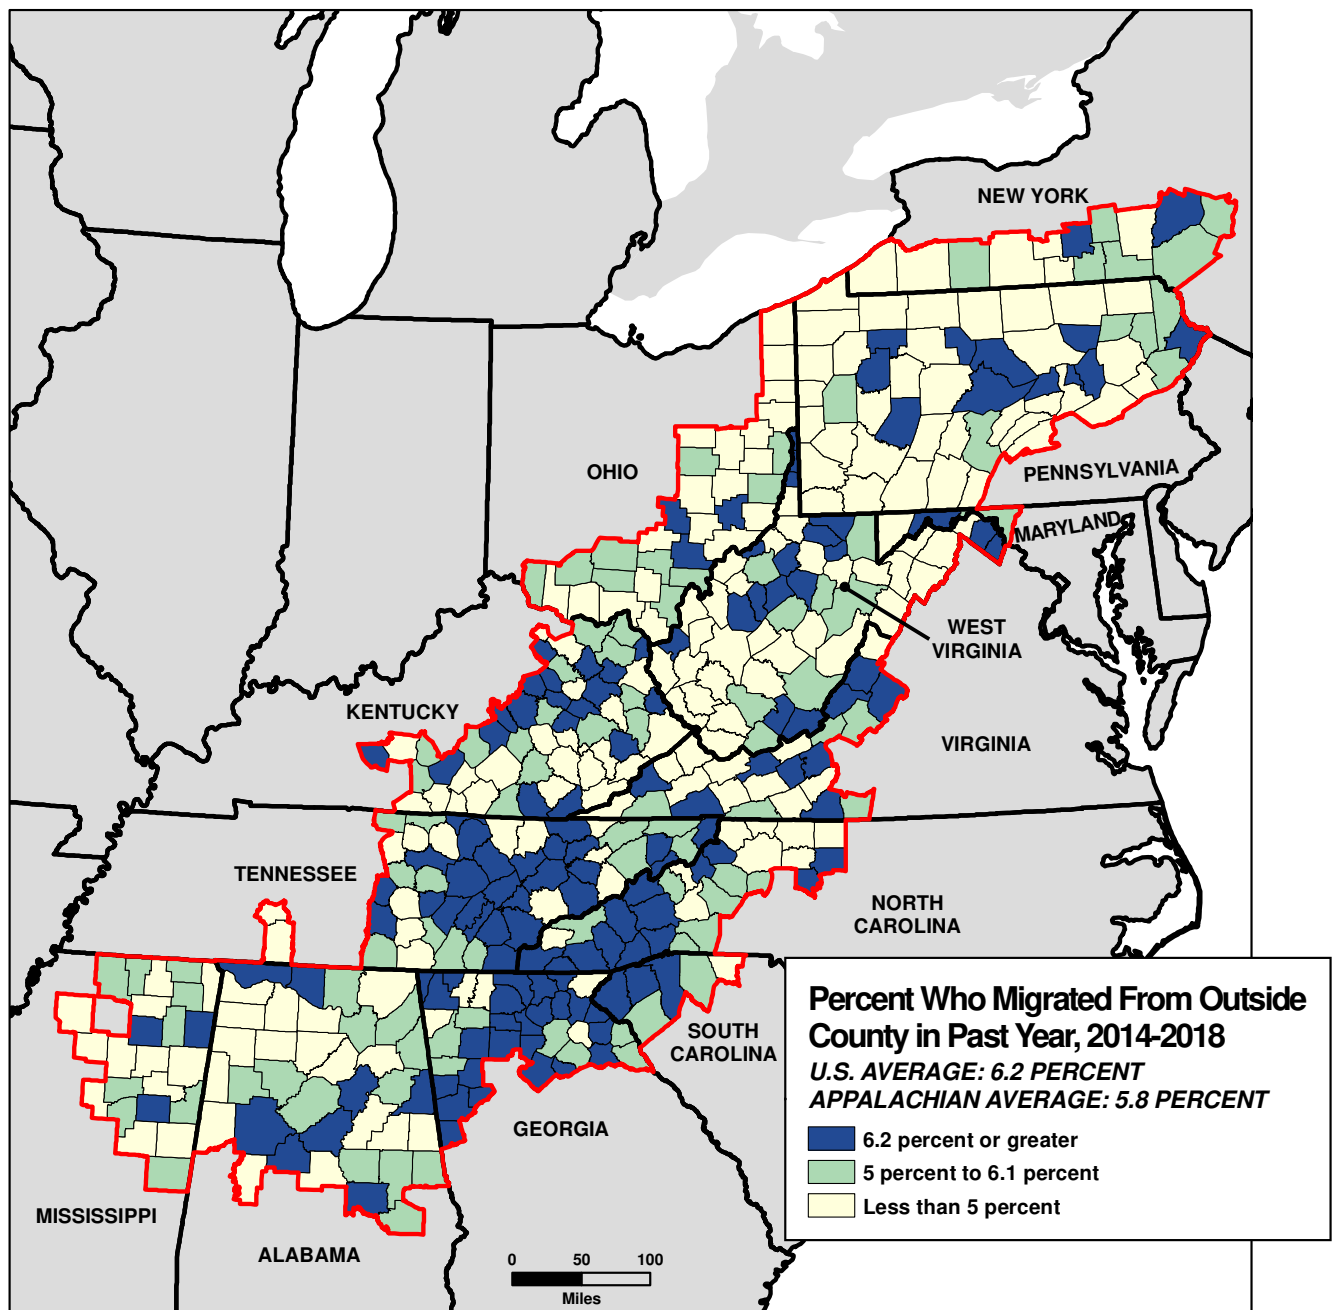 NEW YORK
OHIO
PENNSYLVANIA
MARYLAND
WEST
VIRGINIA
KENTUCKY
VIRGINIA
TENNESSEE
NORTH
CAROLINA
SOUTH
CAROLINA
GEORGIA
MISSISSIPPI
ALABAMA
Percent Who Migrated From Outside
County in Past Year, 2014-2018
U.S. AVERAGE: 6.2 PERCENT
APPALACHIAN AVERAGE: 5.8 PERCENT
6.2 percent or greater
5 percent to 6.1 percent
Less than 5 percent
0 50 100
Miles